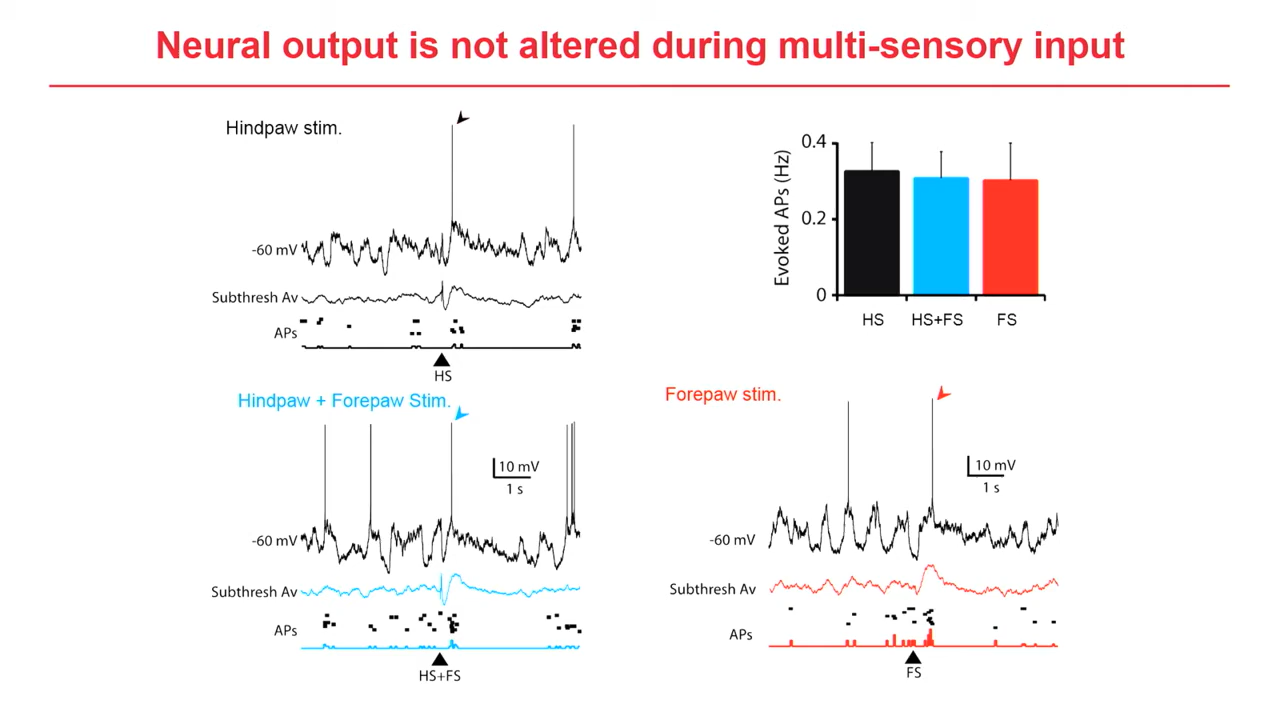 Neural output is not altered during multi-sensory input
Hindpaw stim.
-60 mV
Subthresh Av
APs
HS
Evoked APs (Hz)
0.4
0.2
0
HS HS+FS FS
Hindpaw + Forepaw Stim.
10 mV
1 s
-60 mV
Subthresh Av
APs
HS+FS
Forepaw stim.
10 mV
1 s
-60 mV
Subthresh Av
APs
FS